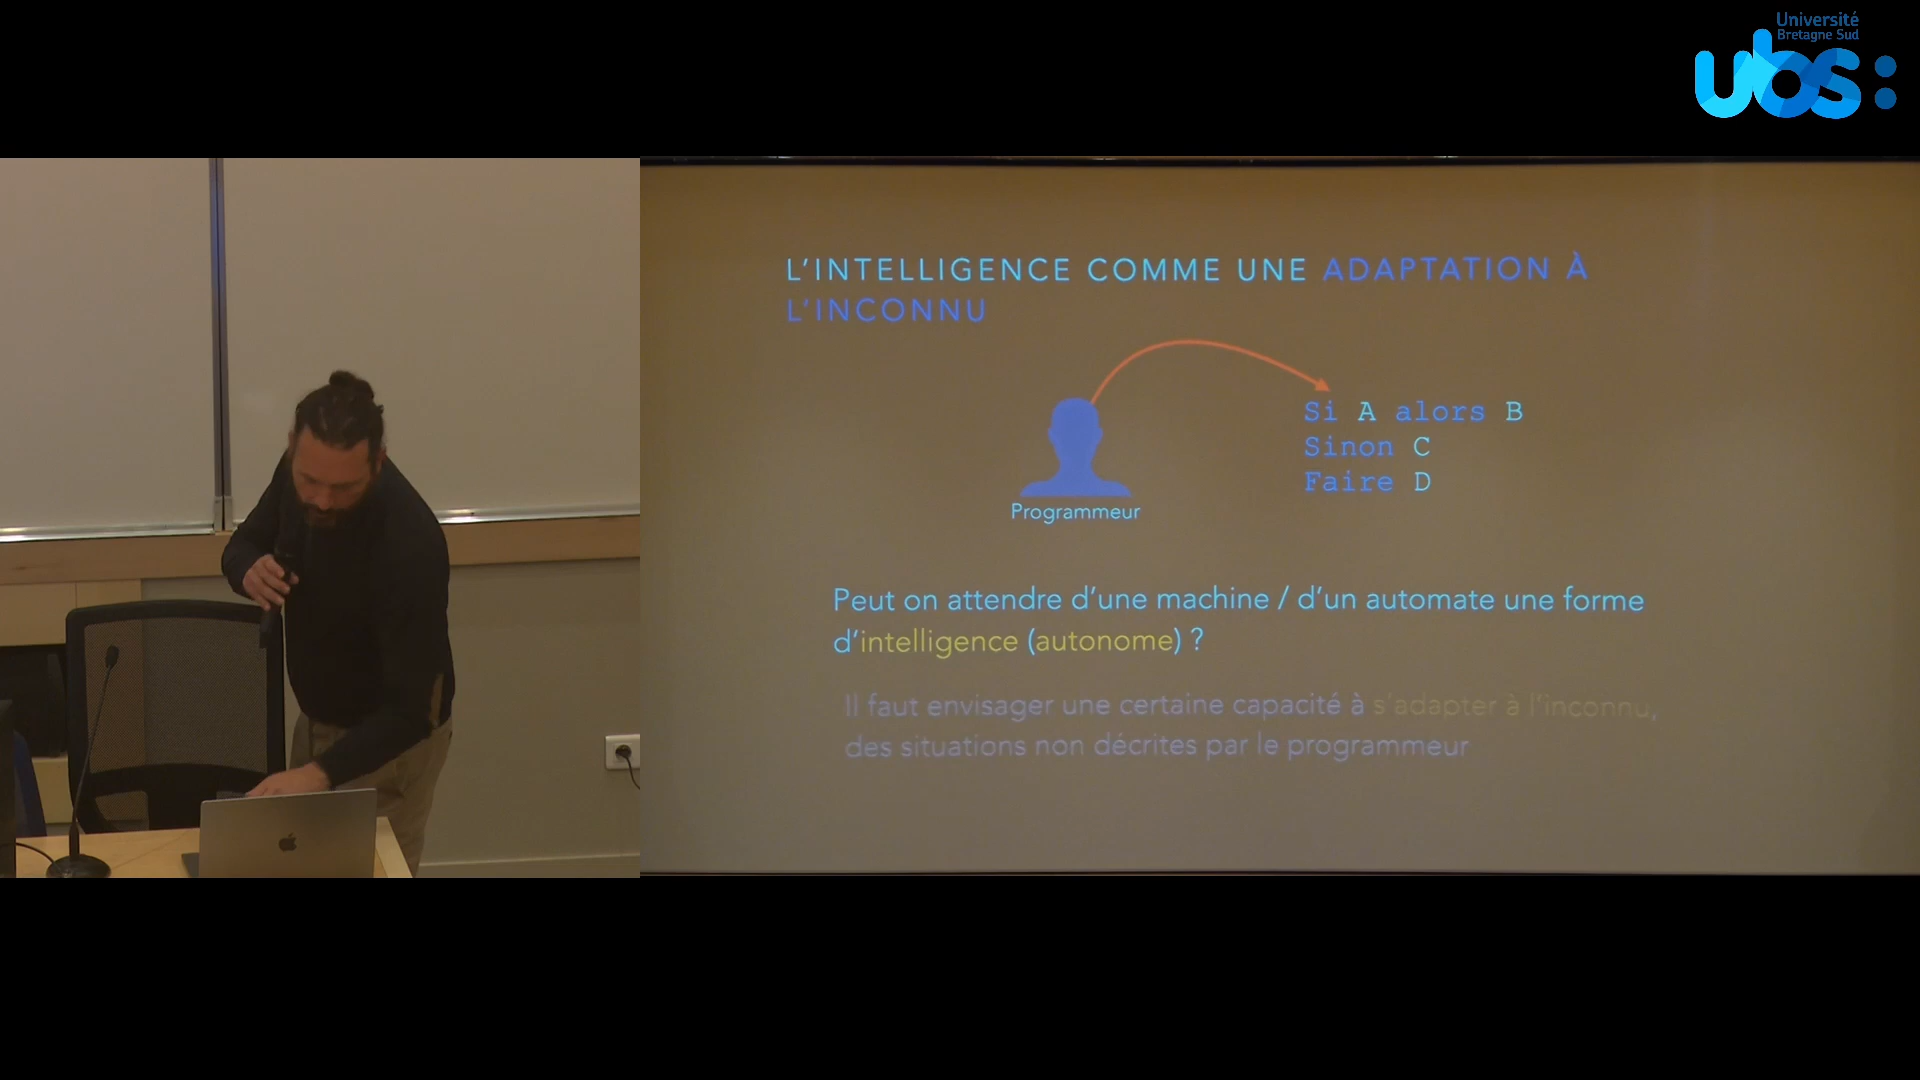 Université
Bretagne Sud
ubs:
L'INTELLIGENCE COMME UNE ADAPTATION À
L'INCONNU
Si A alors B
Sinon C
Faire D
Programmeur
Peut on attendre d'une machine / d'un automate une forme
d'intelligence (autonome) ?
Il faut envisager une certaine capacité à s'adapter à l'inconnu,
des situations non décrites par le programmeur